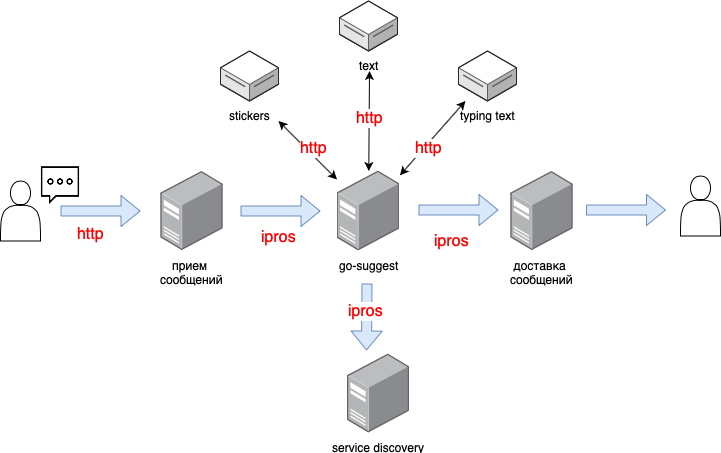 text
stickers
typing text
http
http
http
http
ipros
ipros
прием
сообщений
go-suggest
доставка
сообщений
ipros
service discovery